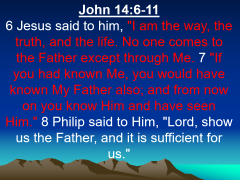 John 14:6-11
6 Jesus said to him, "I am the way, the
truth, and the life. No one comes to
the Father except through Me. 7 "If
you had known Me, you would have
known My Father also; and from now
on you know Him and have seen
Him." 8 Philip said to Him, "Lord, show
us the Father, and it is sufficient for
us."